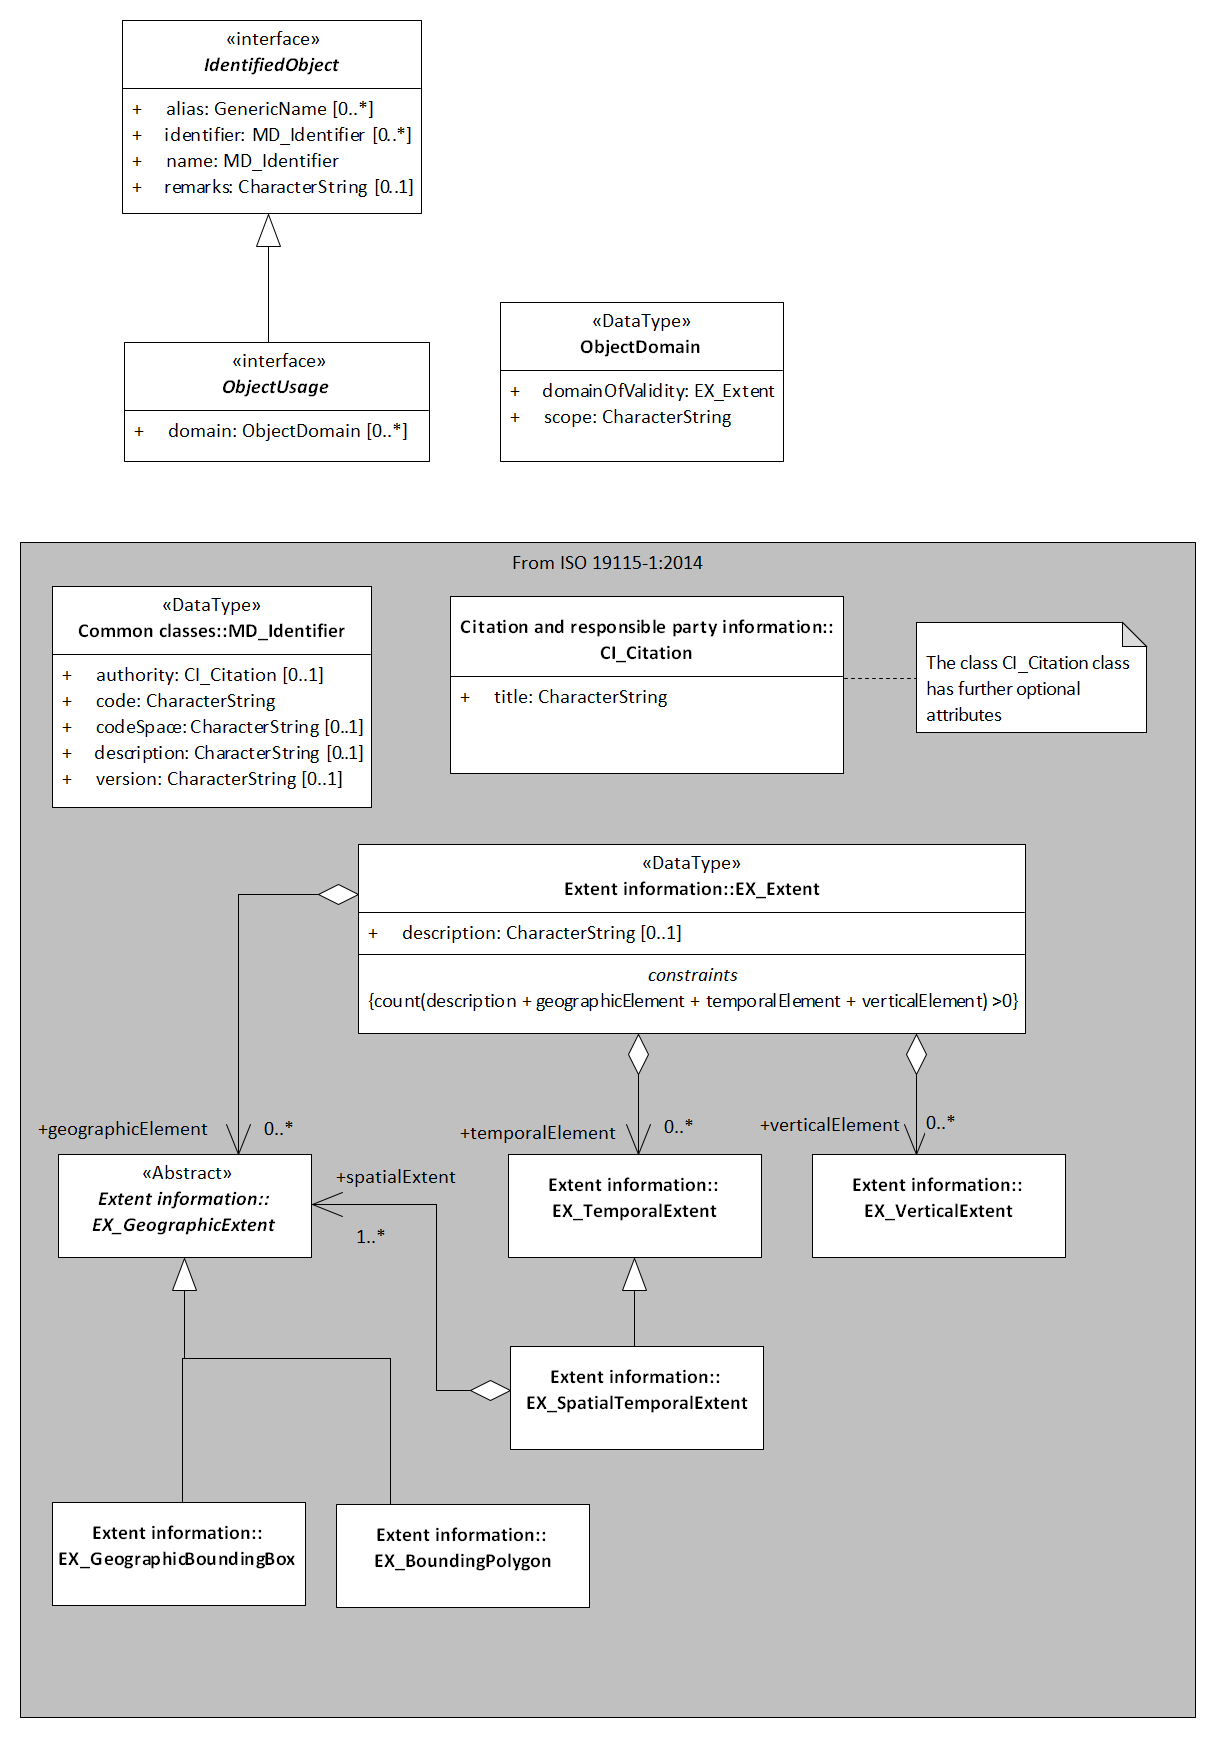 «interface»
IdentifiedObject
+ alias: GenericName [0..*]
+ identifier: MD_Identifier [0..*]
+ name: MD_Identifier
+ remarks: CharacterString [0..1]
«interface»
ObjectUsage
+ domain: ObjectDomain [0..*]
«DataType»
ObjectDomain
+ domainOfValidity: EX_Extent
+ scope: CharacterString
From ISO 19115-1:2014
«DataType»
Common classes::MD_Identifier
+ authority: CI_Citation [0..1]
+ code: CharacterString
+ codeSpace: CharacterString [0..1]
+ description: CharacterString [0..1]
+ version: CharacterString [0..1]
Citation and responsible party information::
CI_Citation
+ title: CharacterString
The class CI_Citation class
has further optional
attributes
«DataType»
Extent information::EX_Extent
+ description: CharacterString [0..1]
constraints
{count(description + geographicElement + temporalElement + verticalElement) >0}
+geographicElement 0..*
+temporalElement 0..*
+verticalElement 0..*
«Abstract»
Extent information::
EX_GeographicExtent
+spatialExtent
1..*
Extent information::
EX_TemporalExtent
Extent information::
EX_VerticalExtent
Extent information::
EX_SpatialTemporalExtent
Extent information::
EX_GeographicBoundingBox
Extent information::
EX_BoundingPolygon